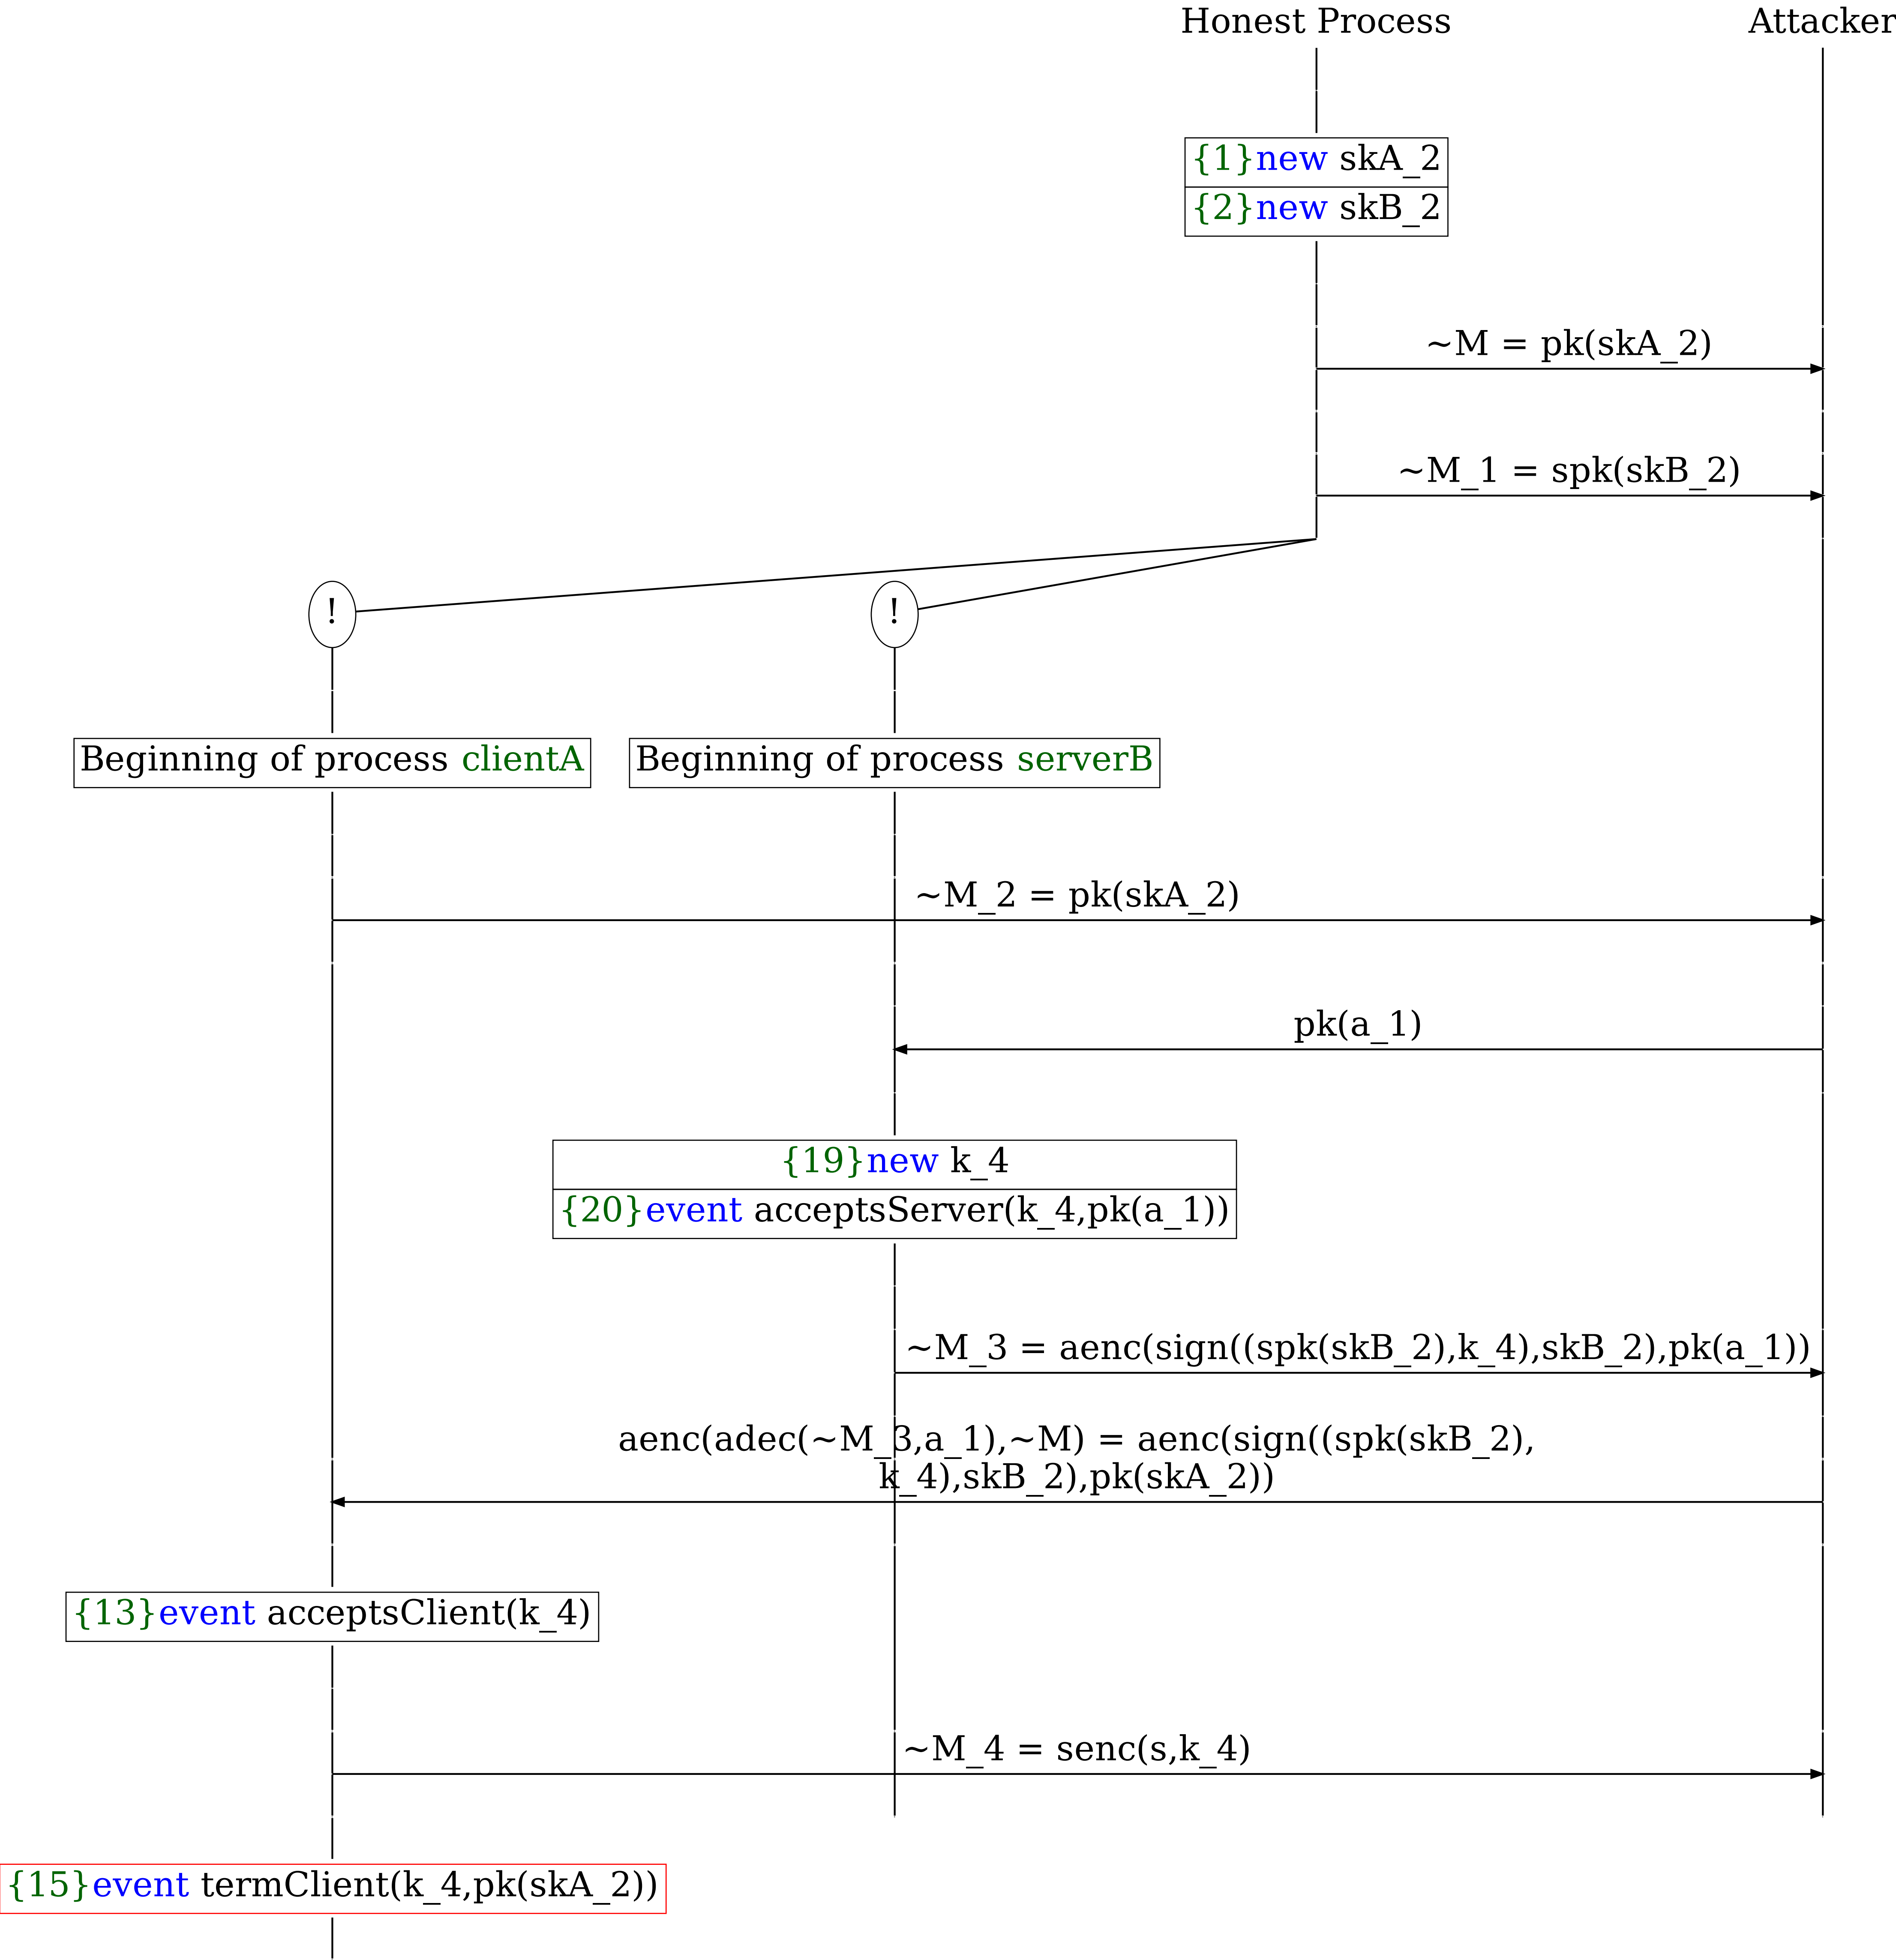 Honest Process
Attacker
{1}new skA_2
{2}new skB_2
~M = pk(skA_2)
~M_1 = spk(skB_2)
!
!
Beginning of process clientA
Beginning of process serverB
~M_2 = pk(skA_2)
pk(a_1)
{19}new k_4
{20}event acceptsServer(k_4,pk(a_1))
~M_3 = aenc(sign((spk(skB_2),k_4),skB_2),pk(a_1))
aenc(adec(~M_3,a_1),~M) = aenc(sign((spk(skB_2),
k_4),skB_2),pk(skA_2))
{13}event acceptsClient(k_4)
~M_4 = senc(s,k_4)
{15}event termClient(k_4,pk(skA_2))